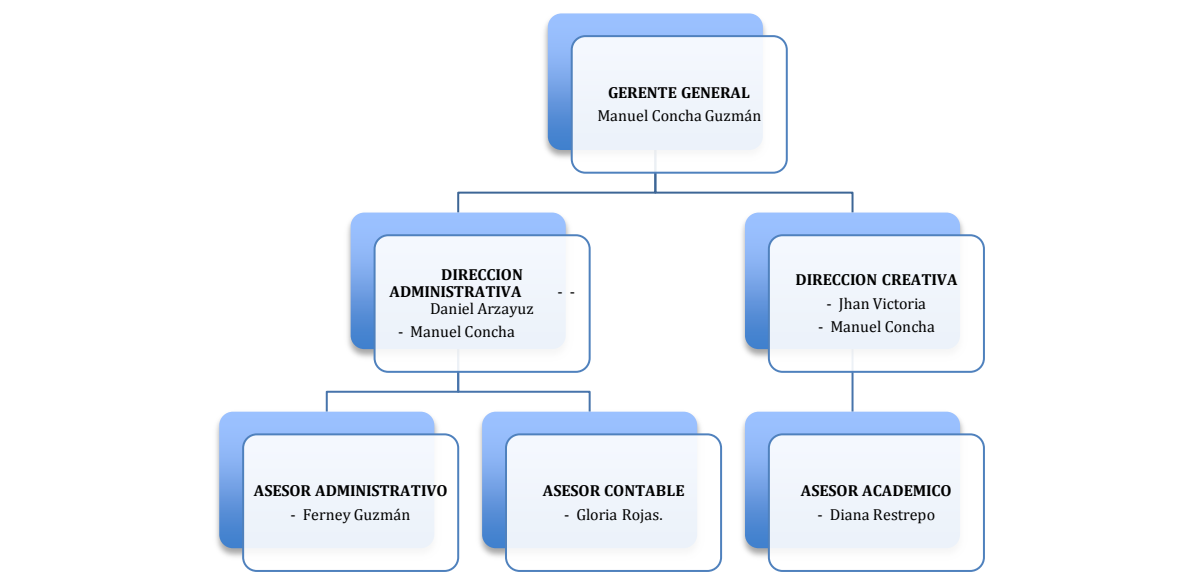 GERENTE GENERAL
Manuel Concha Guzmán
DIRECCION
ADMINISTRATIVA - -
Daniel Arzayuz
- Manuel Concha
DIRECCION CREATIVA
- Jhan Victoria
- Manuel Concha
ASESOR ADMINISTRATIVO
- Ferney Guzmán
ASESOR CONTABLE
- Gloria Rojas.
ASESOR ACADEMICO
- Diana Restrepo